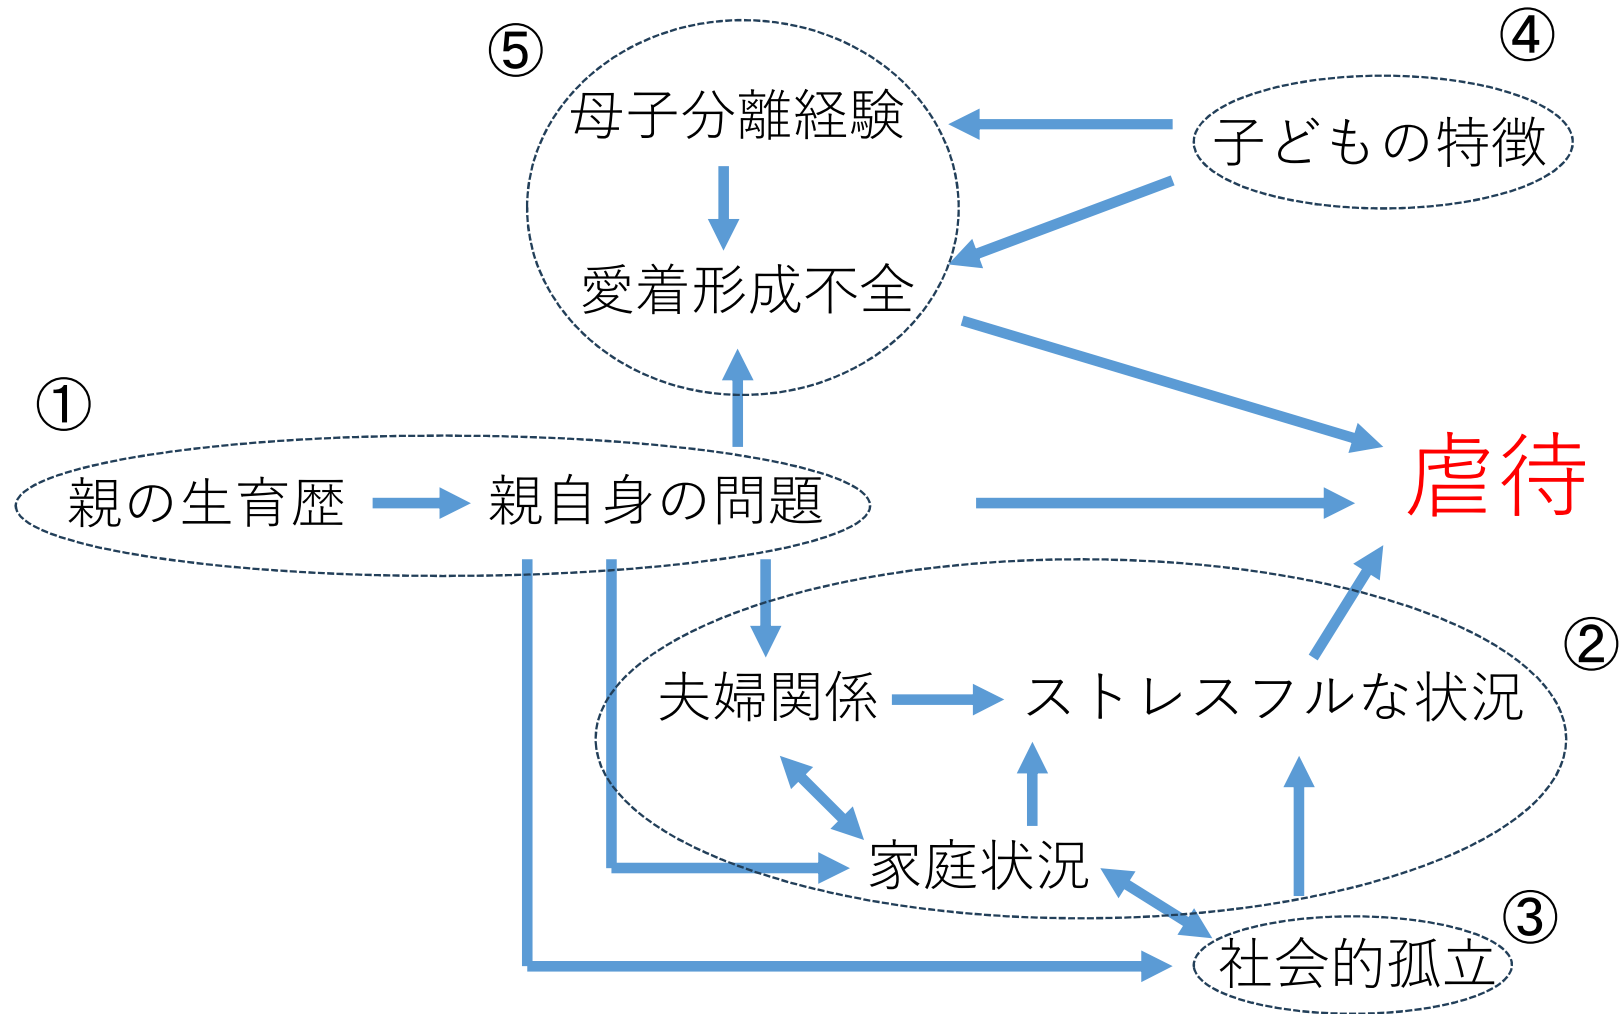 ⑤
④
母子分離経験
子どもの特徴
愛着形成不全
①
虐待
親の生育歴
親自身の問題
②
夫婦関係
ストレスフルな状況
家庭状況
③
社会的孤立